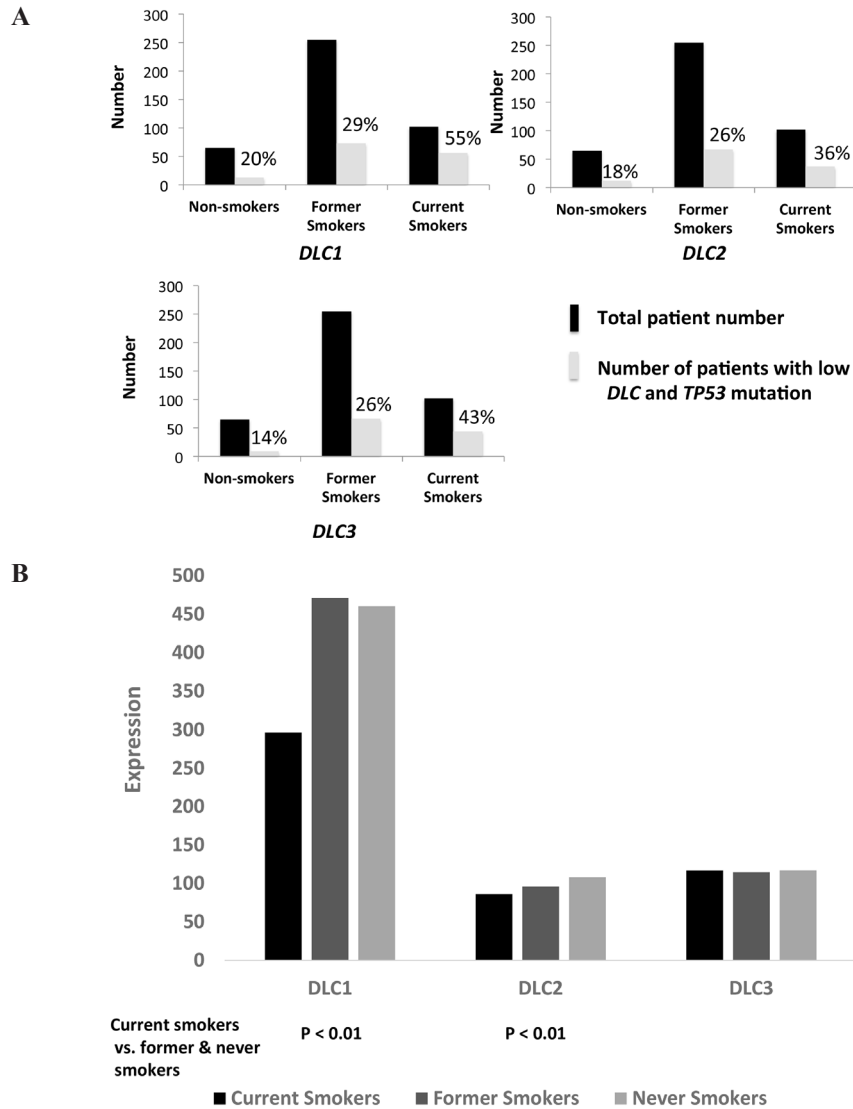 A
Number
300
250
200
150
100
50
0
20%
29%
55%
Non-smokers
Former
Smokers
Current
Smokers
DLC1
Number
300
250
200
150
100
50
0
18%
26%
36%
Non-smokers
Former
Smokers
Current
Smokers
DLC2
Number
300
250
200
150
100
50
0
14%
26%
43%
Non-smokers
Former
Smokers
Current
Smokers
DLC3
Total patient number
Number of patients with low
DLC and TP53 mutation
B
Expression
500
450
400
350
300
250
200
150
100
50
0
DLC1
DLC2
DLC3
Current smokers
vs. former & never
smokers
P < 0.01
P < 0.01
Current Smokers
Former Smokers
Never Smokers